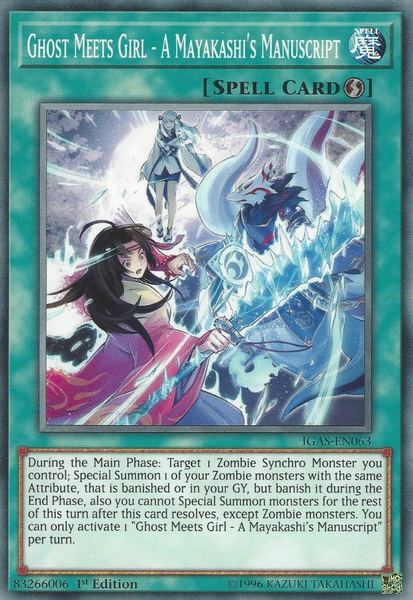 Ghost Meets Girl - A Mayakashi's Manuscript
SPELL
魔
[Spell Card]
IGAS-EN063
During the Main Phase: Target 1 Zombie Synchro Monster you
control; Special Summon 1 of your Zombie monsters with the same
Attribute, that is banished or in your GY, but banish it during the
End Phase, also you cannot Special Summon monsters for the rest
of this turn after this card resolves, except Zombie monsters. You
can only activate 1 "Ghost Meets Girl - A Mayakashi's Manuscript"
per turn.
83266006 1st Edition ©1996 KAZUKI TAKAHASHI